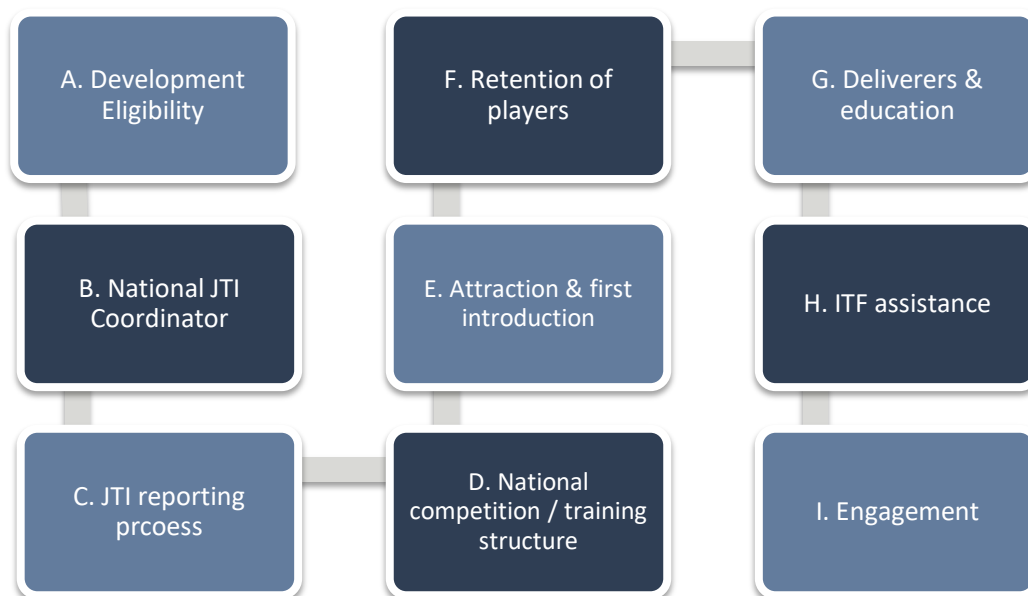 A. Development
Eligibility
B. National JTI
Coordinator
C. JTI reporting
prcoess
D. National
competition / training
structure
E. Attraction & first
introduction
F. Retention of
players
G. Deliverers &
education
H. ITF assistance
I. Engagement